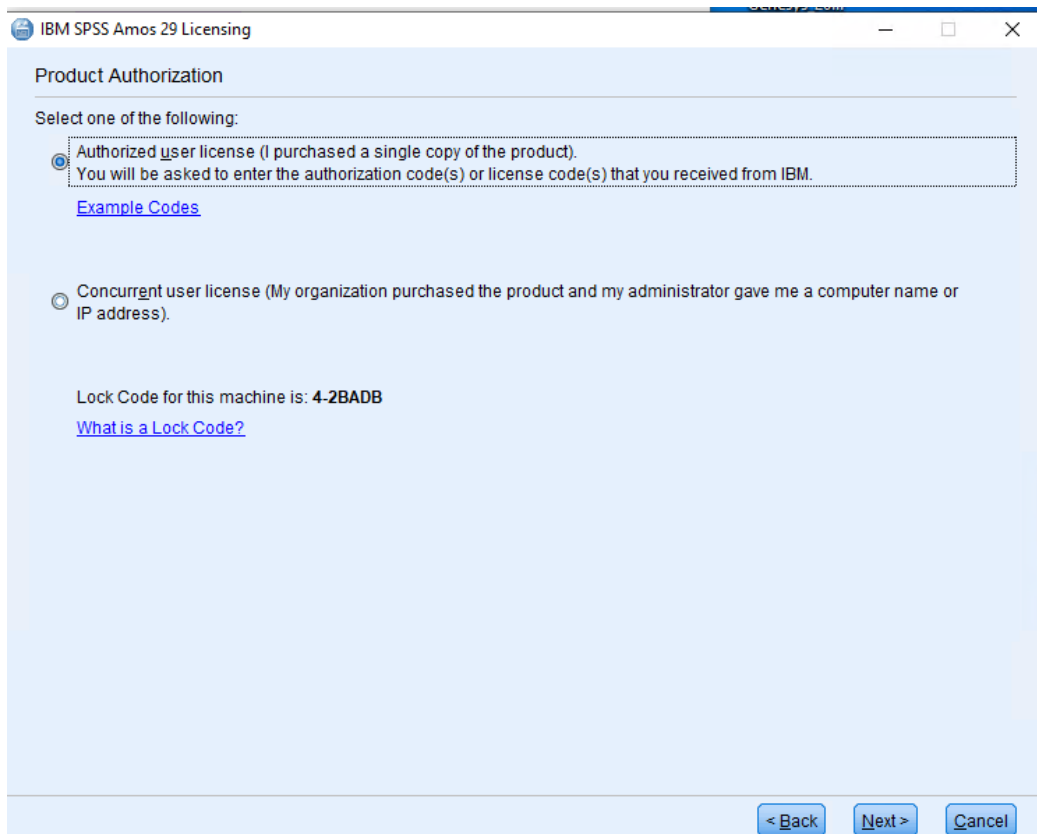 IBM SPSS Amos 29 Licensing
Product Authorization
Select one of the following:
Authorized user license (I purchased a single copy of the product).
You will be asked to enter the authorization code(s) or license code(s) that you received from IBM.
Example Codes
Concurrent user license (My organization purchased the product and my administrator gave me a computer name or
IP address).
Lock Code for this machine is: 4-2BADB
What is a Lock Code?
< Back Next > Cancel